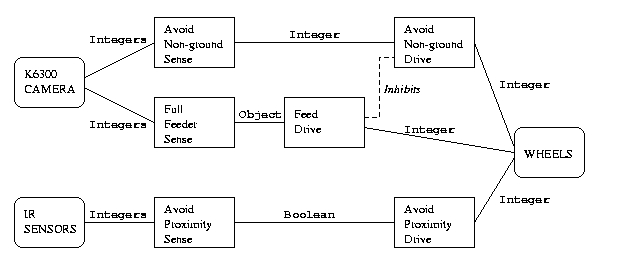 Avoid
Non-ground
Sense
Avoid
Non-ground
Drive
Integers
Integer
K6300
CAMERA
Inhibits
Integer
Integers
Full
Feeder
Sense
Object
Feed
Drive
Integer
WHEELS
IR
SENSORS
Integers
Avoid
Proximity
Sense
Boolean
Avoid
Proximity
Drive
Integer